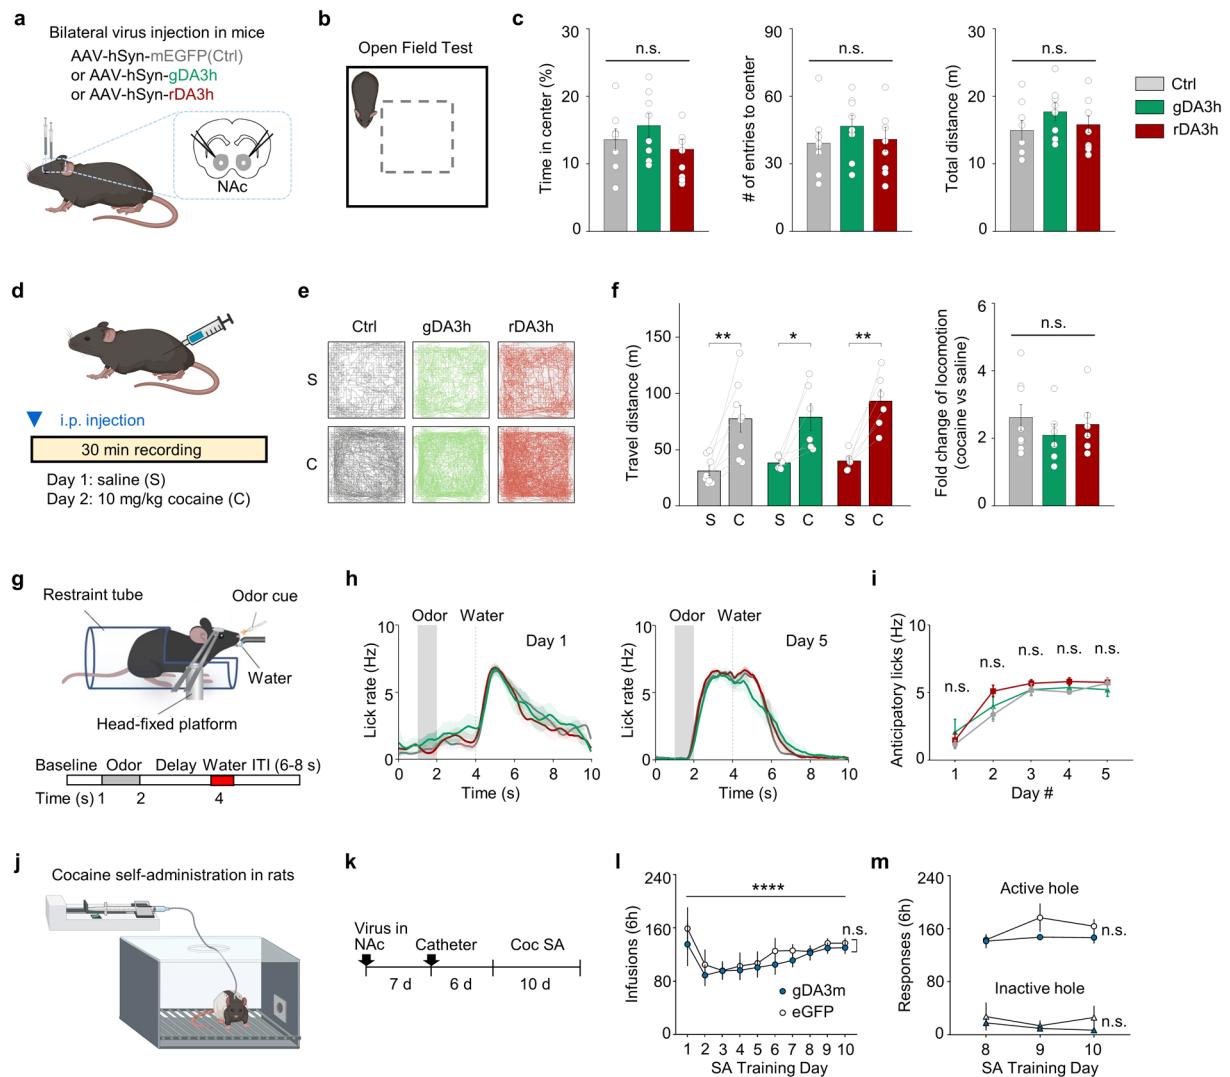 a
Bilateral virus injection in mice
AAV-hSyn-mEGFP(Ctrl)
or AAV-hSyn-gDA3h
or AAV-hSyn-rDA3h
NAc
b
Open Field Test
c
30
20
10
0
Time in center (%)
n.s.
90
60
30
0
# of entries to center
n.s.
30
20
10
0
Total distance (m)
n.s.
Ctrl
gDA3h
rDA3h
d
i.p. injection
30 min recording
Day 1: saline (S)
Day 2: 10 mg/kg cocaine (C)
e
Ctrl gDA3h rDA3h
S
C
f
150
100
50
0
Travel distance (m)
** * **
S C S C S C
6
4
2
0
Fold change of locomotion
(cocaine vs saline)
n.s.
g
Restraint tube
Odor cue
Water
Head-fixed platform
Baseline Odor Delay Water ITI (6-8 s)
Time (s) 1 2 4
h
Odor Water
Day 1
10
5
0
Lick rate (Hz)
0 2 4 6 8 10
Time (s)
Odor Water
Day 5
10
5
0
Lick rate (Hz)
0 2 4 6 8 10
Time (s)
i
10
5
0
Anticipatory licks (Hz)
n.s. n.s. n.s. n.s. n.s.
1 2 3 4 5
Day #
j
Cocaine self-administration in rats
k
Virus in
NAc
Catheter
Coc SA
7 d 6 d 10 d
l
240
160
80
0
Infusions (6h)
****
n.s.
gDA3m
eGFP
1 2 3 4 5 6 7 8 9 10
SA Training Day
m
240
160
80
0
Responses (6h)
Active hole
n.s.
Inactive hole
n.s.
8 9 10
SA Training Day